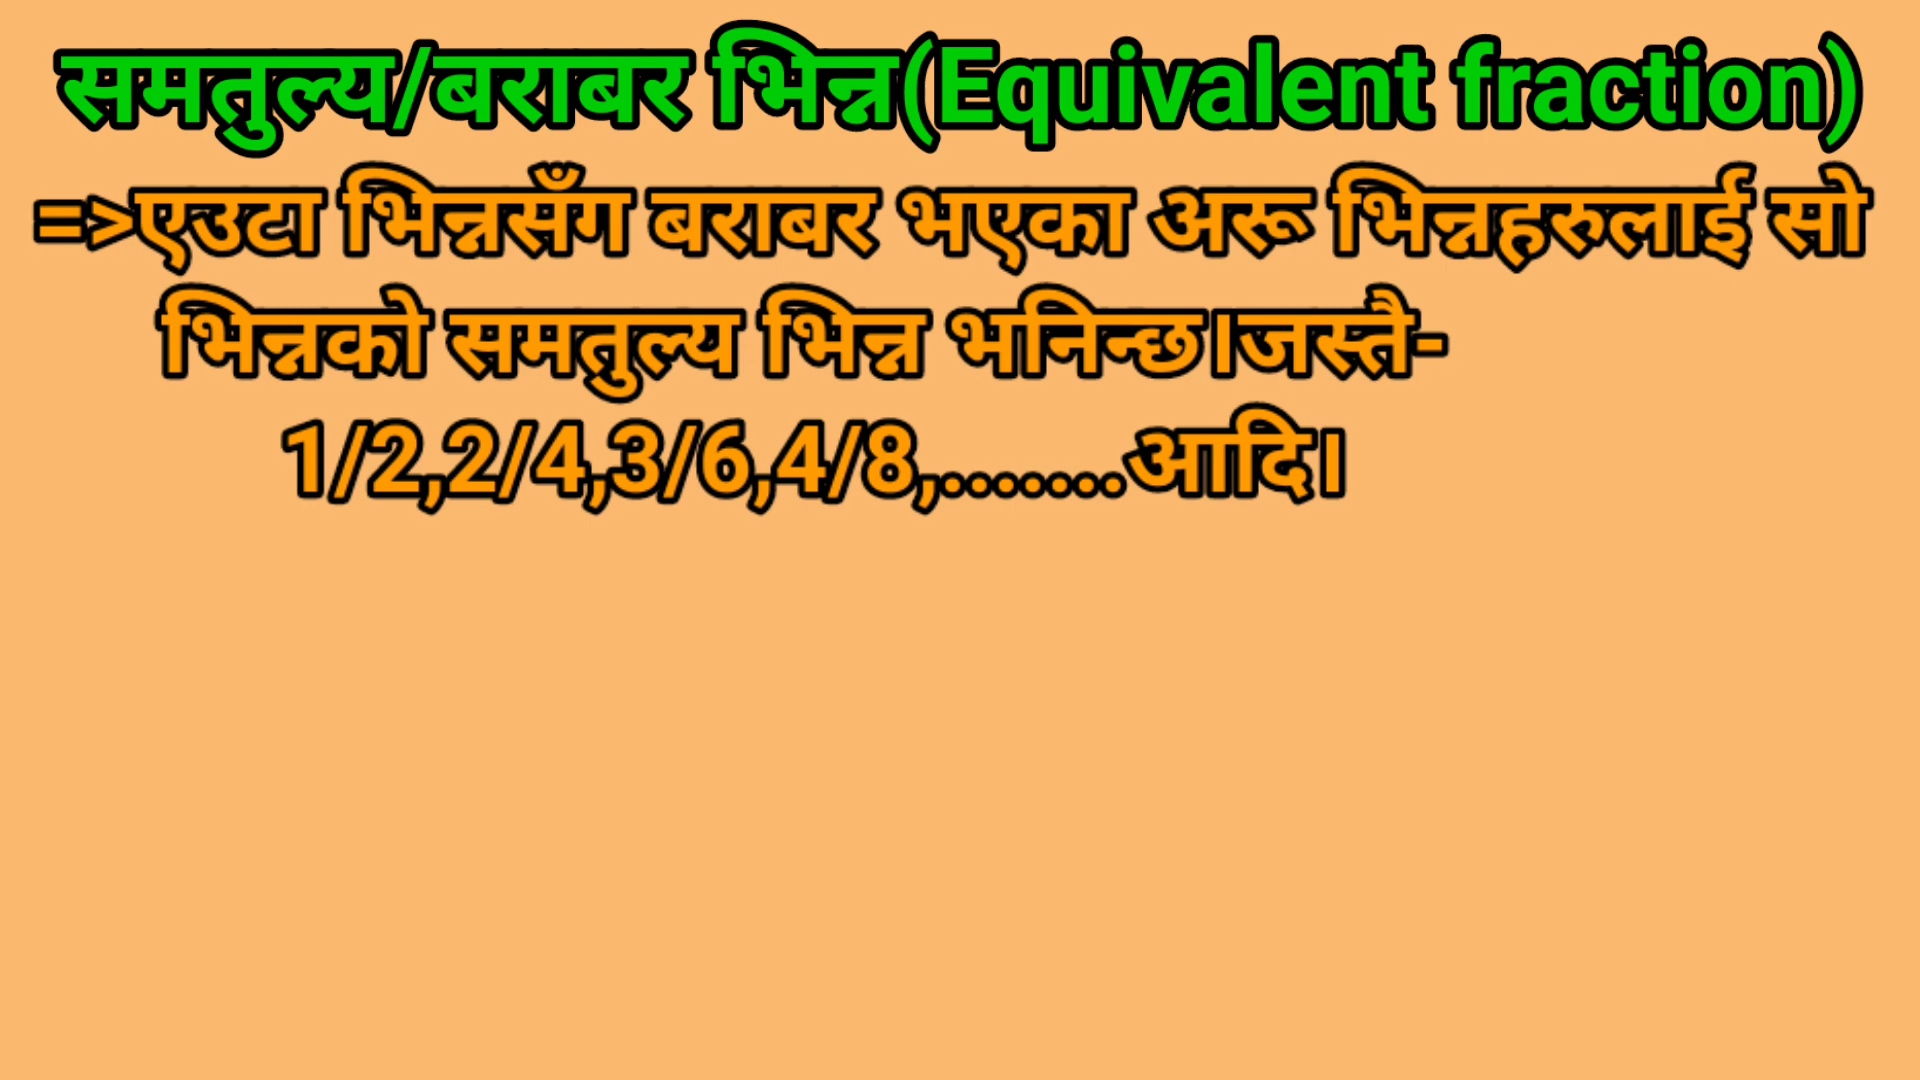 समतुल्य/बराबर भिन्न(Equivalent fraction)
=>एउटा भिन्नसँग बराबर भएका अरू भिन्नहरुलाई सो
भिन्नको समतुल्य भिन्न भनिन्छ।जस्तै-
1/2,2/4,3/6,4/8,.......आदि।